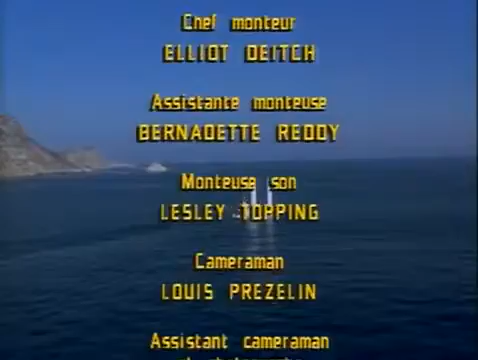 Chef monteur
ELLIOT DEITCH
Assistante monteuse
BERNADETTE REDDY
Monteuse son
LESLEY TOPPING
Cameraman
LOUIS PREZELIN
Assistant cameraman